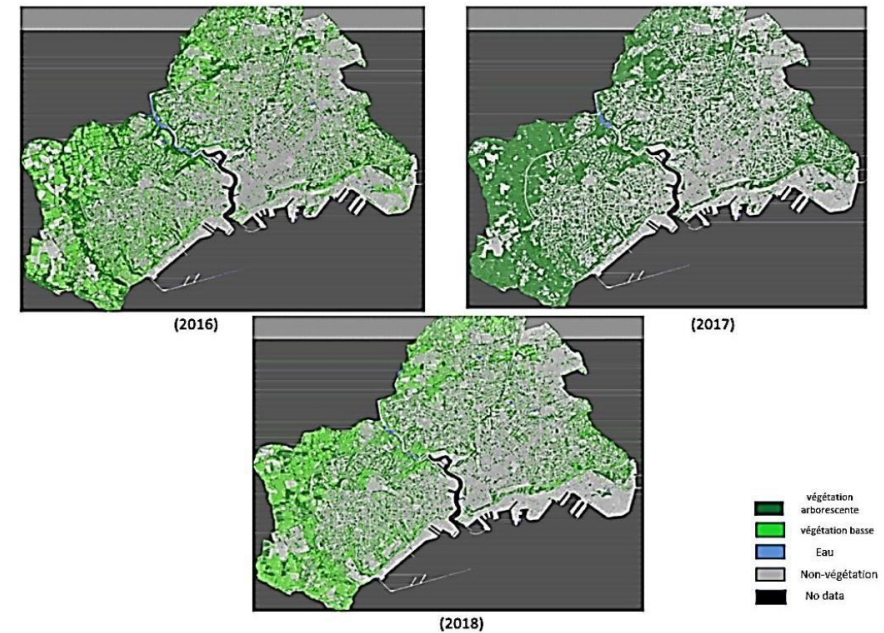 (2016)
(2017)
(2018)
végétation
arborescente
végétation basse
Eau
Non-végétation
No data